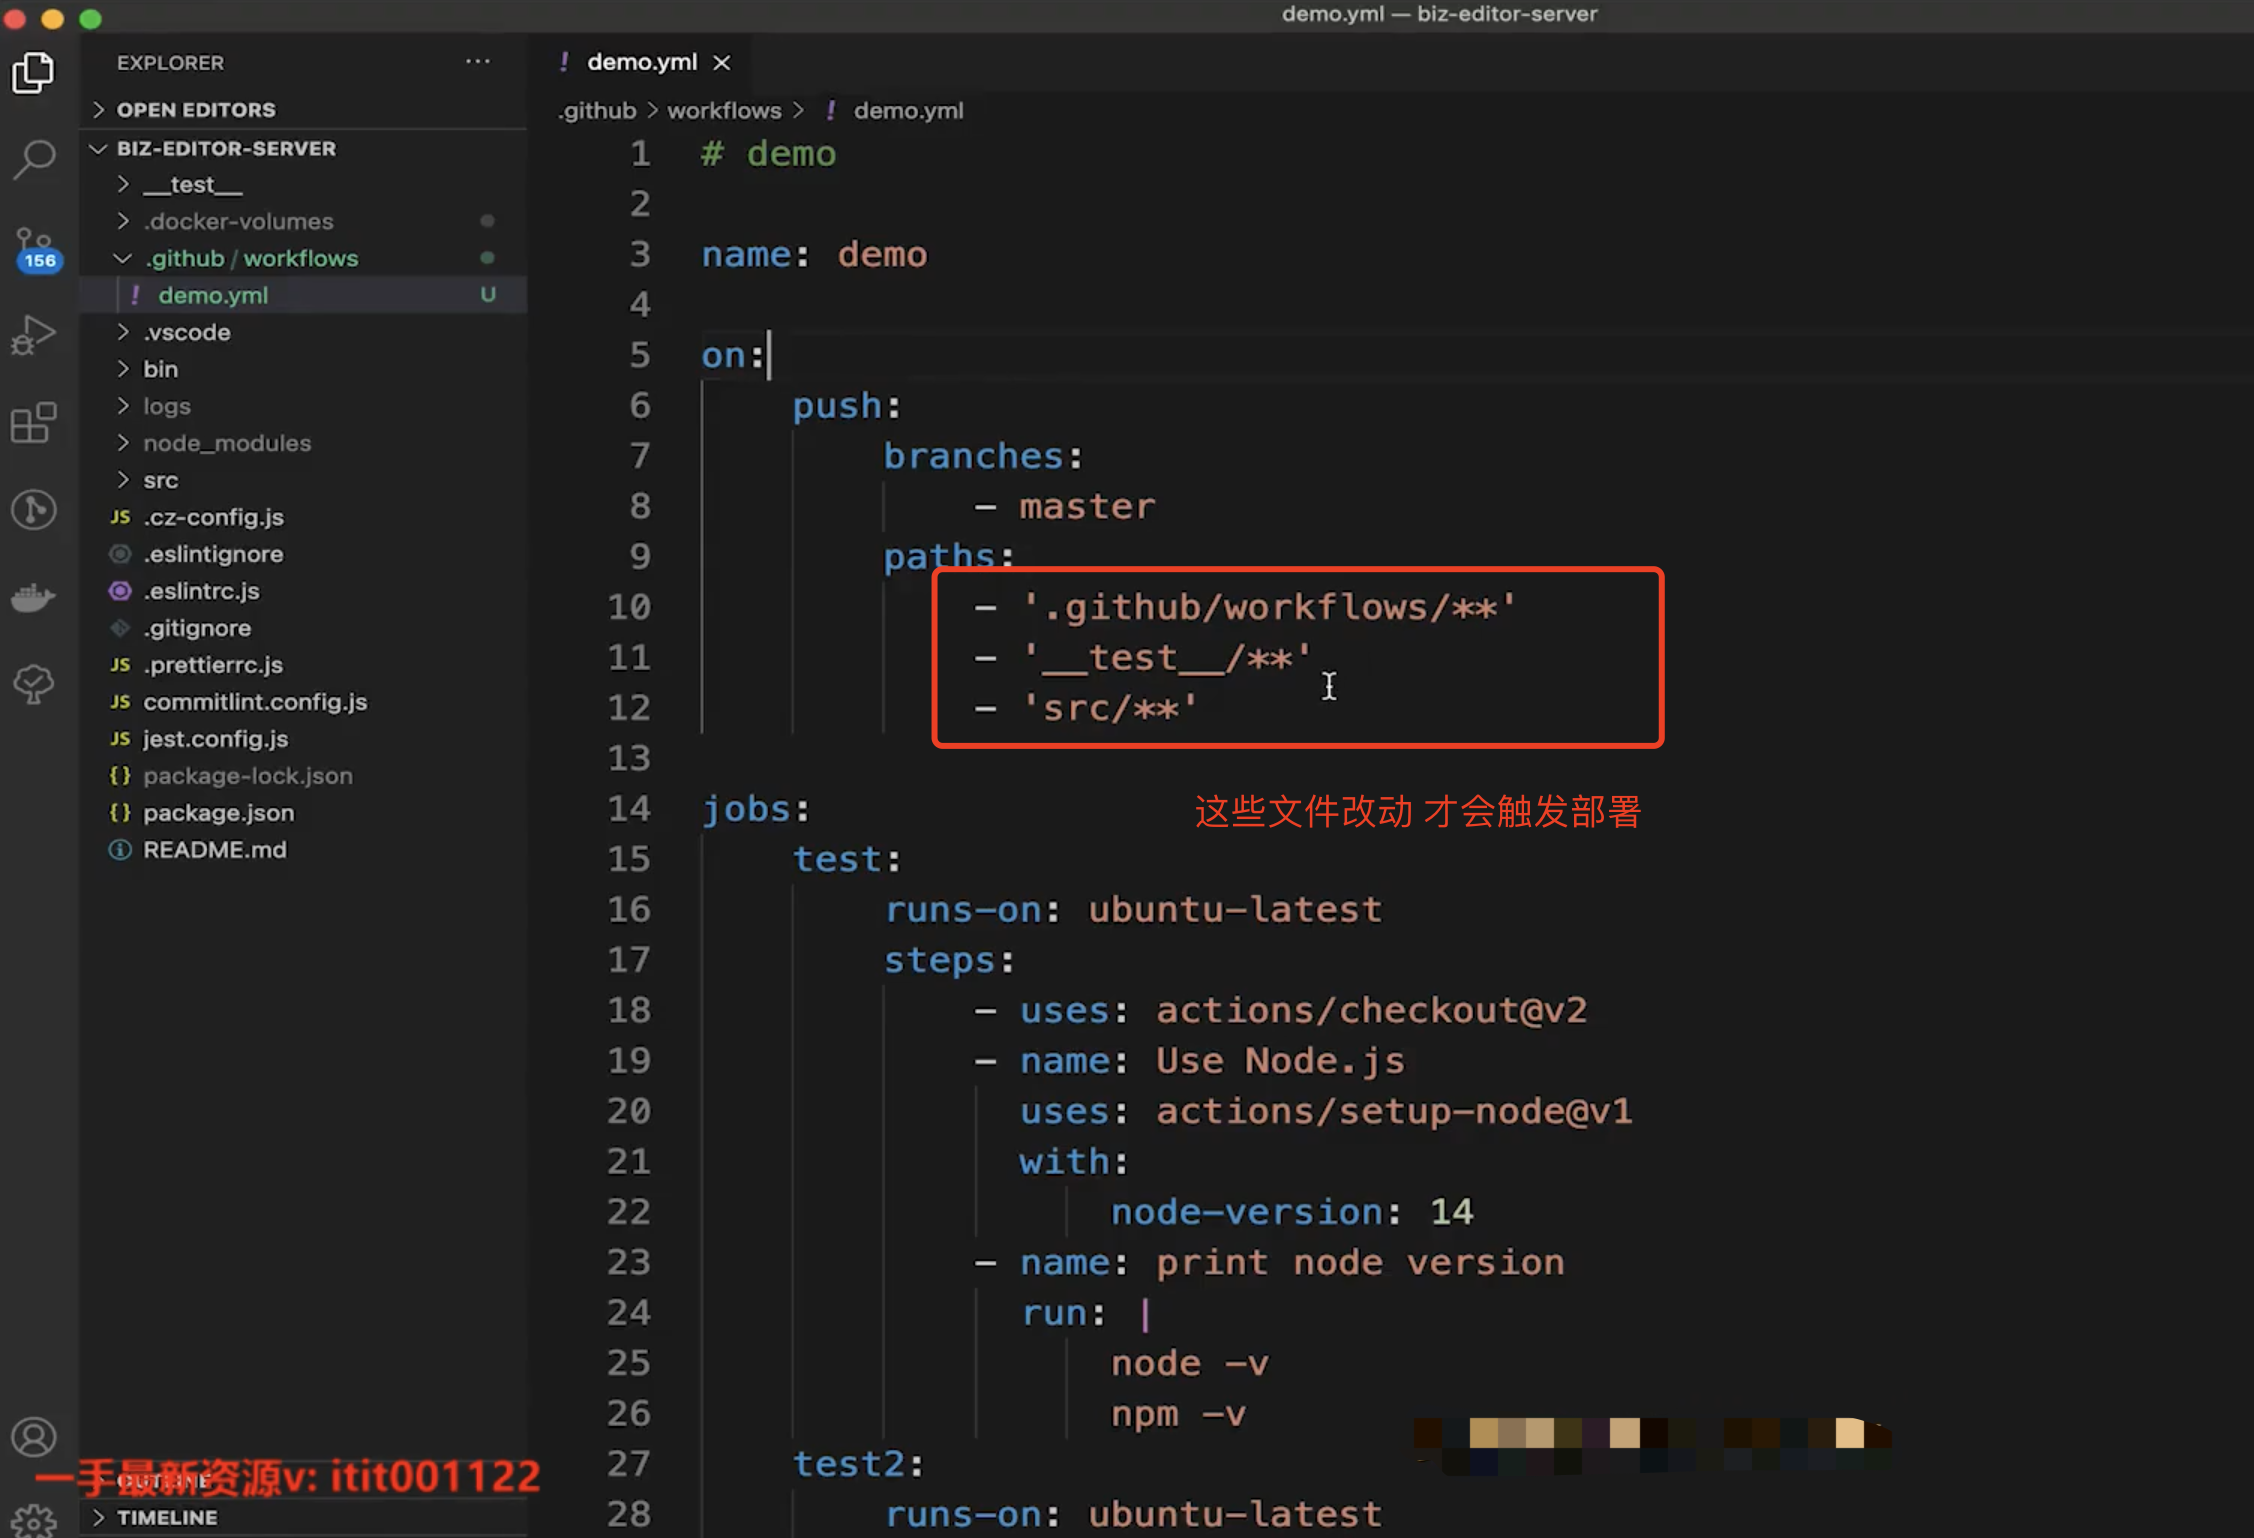 demo.yml — biz-editor-server
EXPLORER
OPEN EDITORS
BIZ-EDITOR-SERVER
__test__
.docker-volumes
.github / workflows
demo.yml U
.vscode
bin
logs
node_modules
src
JS .cz-config.js
.eslintignore
.eslintrc.js
.gitignore
JS .prettierrc.js
JS commitlint.config.js
JS jest.config.js
{} package-lock.json
{} package.json
README.md
156
OUTLINE
一手最新资源v: itit001122
TIMELINE
! demo.yml
.github > workflows > ! demo.yml
1 # demo
2
3 name: demo
4
5 on:
6 push:
7 branches:
8 - master
9 paths:
10 - '.github/workflows/**'
11 - '__test__/**'
12 - 'src/**'
13
这些文件改动 才会触发部署
14 jobs:
15 test:
16 runs-on: ubuntu-latest
17 steps:
18 - uses: actions/checkout@v2
19 - name: Use Node.js
20 uses: actions/setup-node@v1
21 with:
22 node-version: 14
23 - name: print node version
24 run: |
25 node -v
26 npm -v
27 test2:
28 runs-on: ubuntu-latest